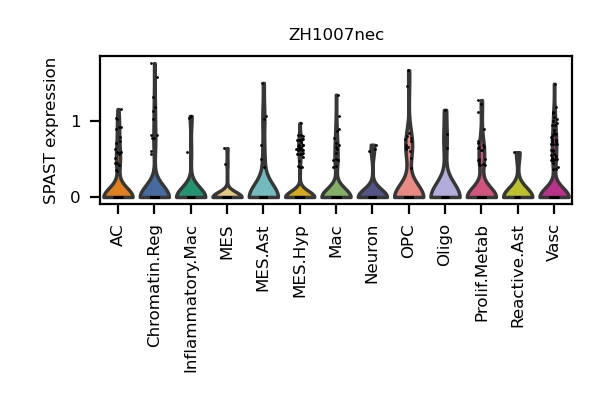 ZH1007nec
SPAST expression
1
0
AC
Chromatin.Reg
Inflammatory.Mac
MES
MES.Ast
MES.Hyp
Mac
Neuron
OPC
Oligo
Prolif.Metab
Reactive.Ast
Vasc